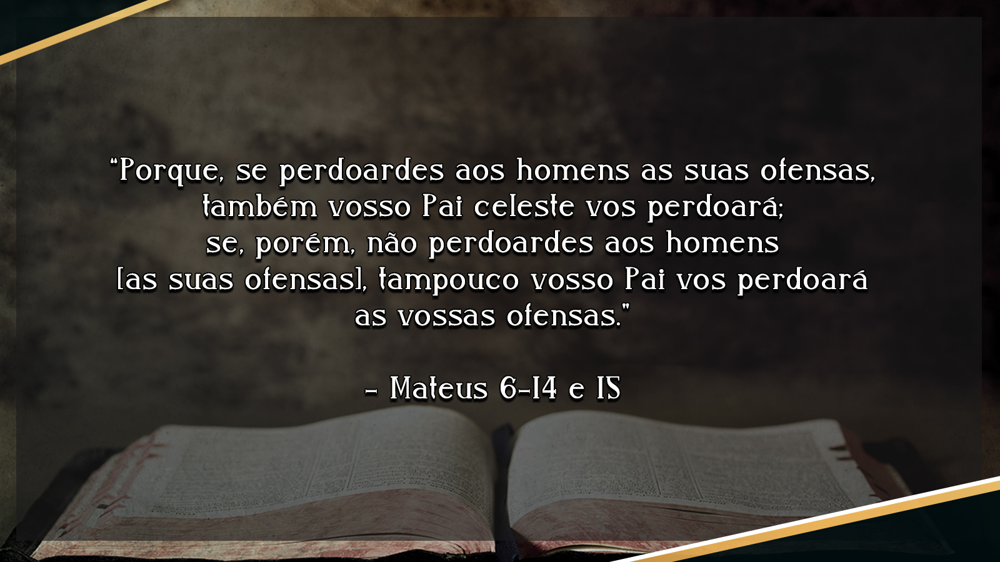 “Porque, se perdoardes aos homens as suas ofensas,
também vosso Pai celeste vos perdoará;
se, porém, não perdoardes aos homens
[as suas ofensas], tampouco vosso Pai vos perdoará
as vossas ofensas.”
- Mateus 6-14 e 15